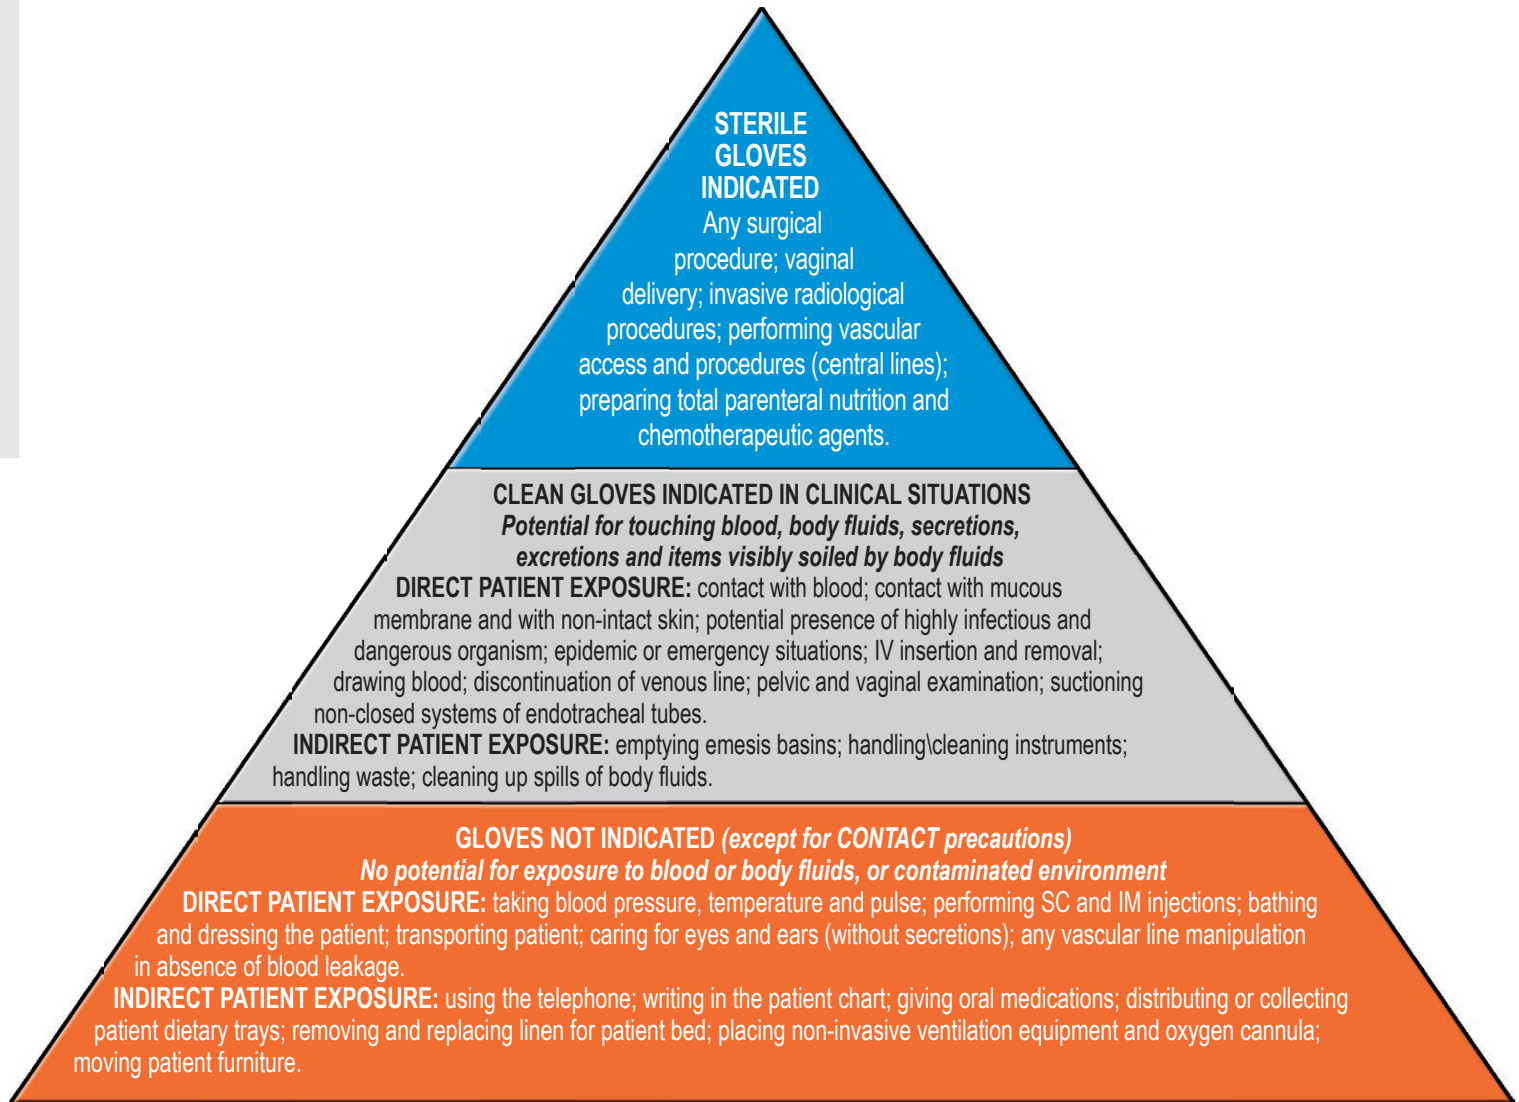 STERILE
GLOVES
INDICATED
Any surgical
procedure; vaginal
delivery; invasive radiological
procedures; performing vascular
access and procedures (central lines);
preparing total parenteral nutrition and
chemotherapeutic agents.
CLEAN GLOVES INDICATED IN CLINICAL SITUATIONS
Potential for touching blood, body fluids, secretions,
excretions and items visibly soiled by body fluids
DIRECT PATIENT EXPOSURE: contact with blood; contact with mucous
membrane and with non-intact skin; potential presence of highly infectious and
dangerous organism; epidemic or emergency situations; IV insertion and removal;
drawing blood; discontinuation of venous line; pelvic and vaginal examination; suctioning
non-closed systems of endotracheal tubes.
INDIRECT PATIENT EXPOSURE: emptying emesis basins; handling\cleaning instruments;
handling waste; cleaning up spills of body fluids.
GLOVES NOT INDICATED (except for CONTACT precautions)
No potential for exposure to blood or body fluids, or contaminated environment
DIRECT PATIENT EXPOSURE: taking blood pressure, temperature and pulse; performing SC and IM injections; bathing
and dressing the patient; transporting patient; caring for eyes and ears (without secretions); any vascular line manipulation
in absence of blood leakage.
INDIRECT PATIENT EXPOSURE: using the telephone; writing in the patient chart; giving oral medications; distributing or collecting
patient dietary trays; removing and replacing linen for patient bed; placing non-invasive ventilation equipment and oxygen cannula;
moving patient furniture.